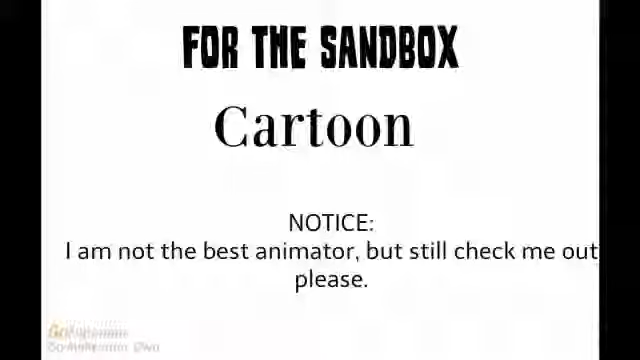 FOR THE SANDBOX
Cartoon
NOTICE:
I am not the best animator, but still check me out
please.